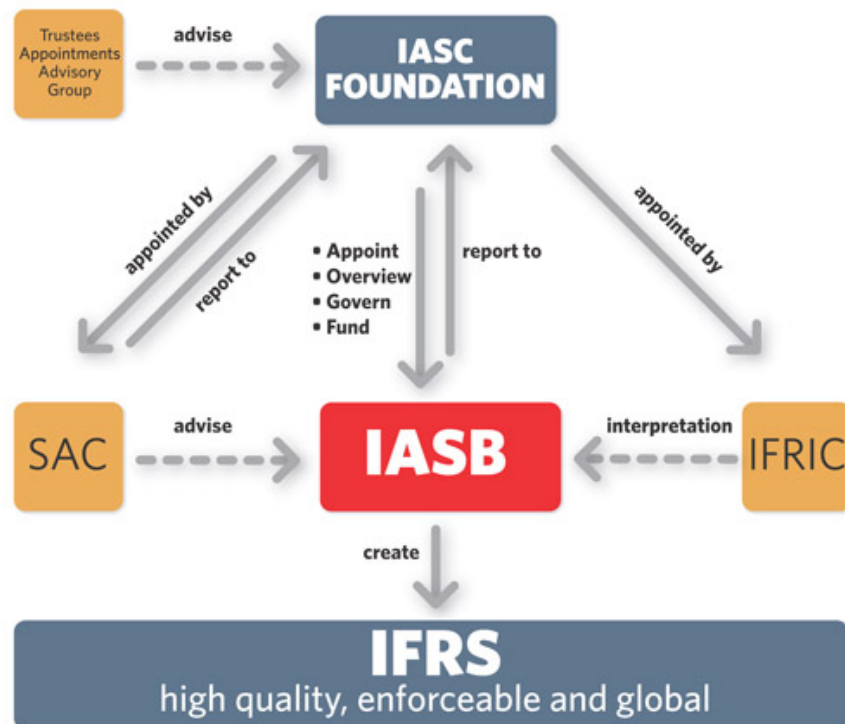 Trustees
Appointments
Advisory
Group
advise
IASC
FOUNDATION
appointed by
report to
▪ Appoint
▪ Overview
▪ Govern
▪ Fund
report to
appointed by
SAC
advise
IASB
interpretation
IFRIC
create
IFRS
high quality, enforceable and global